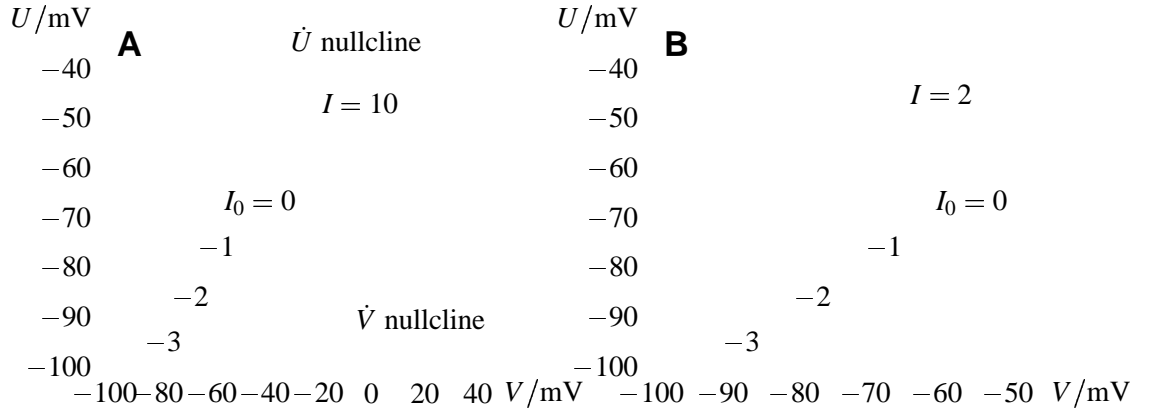 U/mV
A
U̇ nullcline
−40
I = 10
−50
−60
I₀ = 0
−70
−1
−80
−2
−90
V̇ nullcline
−3
−100
−100 −80 −60 −40 −20 0 20 40 V/mV
U/mV
B
−40
I = 2
−50
−60
I₀ = 0
−70
−1
−80
−2
−90
−3
−100
−100 −90 −80 −70 −60 −50 V/mV